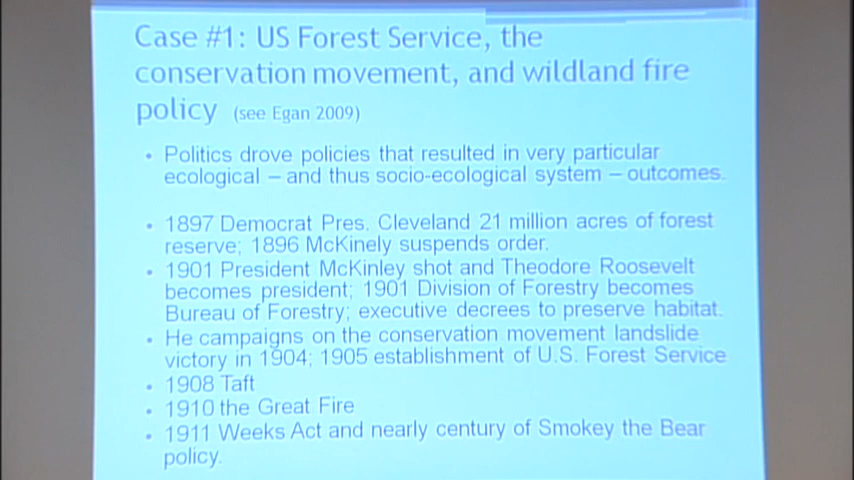 Case #1: US Forest Service, the
conservation movement, and wildland fire
policy (see Egan 2009)
• Politics drove policies that resulted in very particular
ecological – and thus socio-ecological system – outcomes.
• 1897 Democrat Pres. Cleveland 21 million acres of forest
reserve; 1896 McKinely suspends order.
• 1901 President McKinley shot and Theodore Roosevelt
becomes president; 1901 Division of Forestry becomes
Bureau of Forestry; executive decrees to preserve habitat.
• He campaigns on the conservation movement landslide
victory in 1904; 1905 establishment of U.S. Forest Service
• 1908 Taft
• 1910 the Great Fire
• 1911 Weeks Act and nearly century of Smokey the Bear
policy.